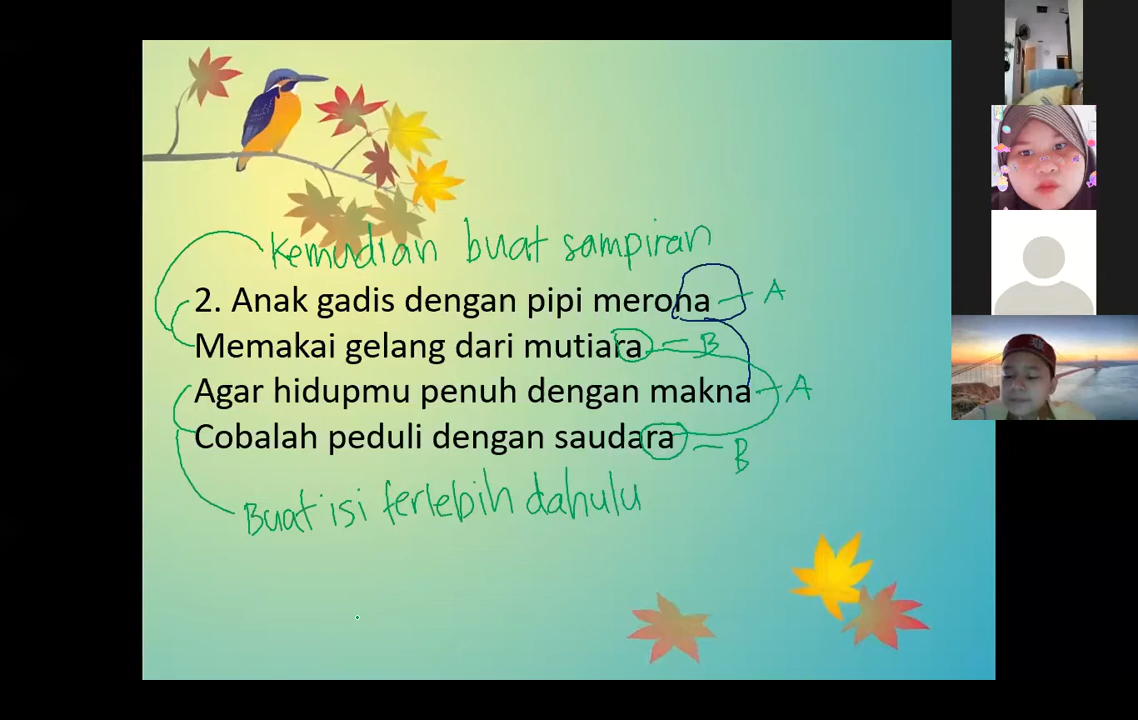 Kemudian buat sampiran
2. Anak gadis dengan pipi merona A
Memakai gelang dari mutiara B
Agar hidupmu penuh dengan makna A
Cobalah peduli dengan saudara B
Buat isi terlebih dahulu